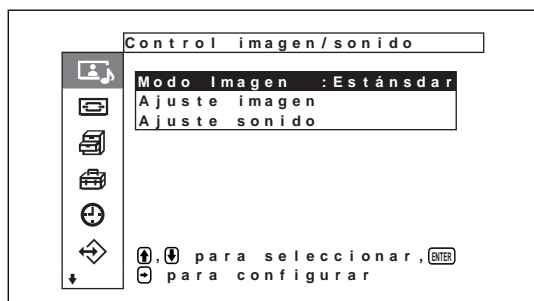 Control imagen/sonido
Modo Imagen :Estánsdar
Ajuste imagen
Ajuste sonido
, para seleccionar, ENTER
para configurar